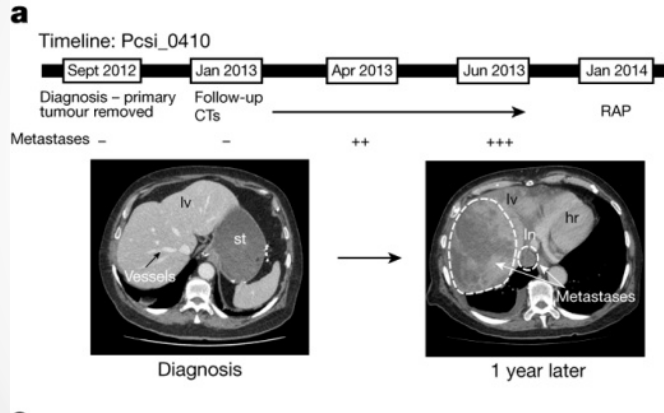 a
Timeline: Pcsi_0410
Sept 2012 Jan 2013 Apr 2013 Jun 2013 Jan 2014
Diagnosis – primary
tumour removed
Follow-up
CTs
RAP
Metastases – – ++ +++
lv
st
Vessels
lv
hr
ln
Metastases
Diagnosis
1 year later